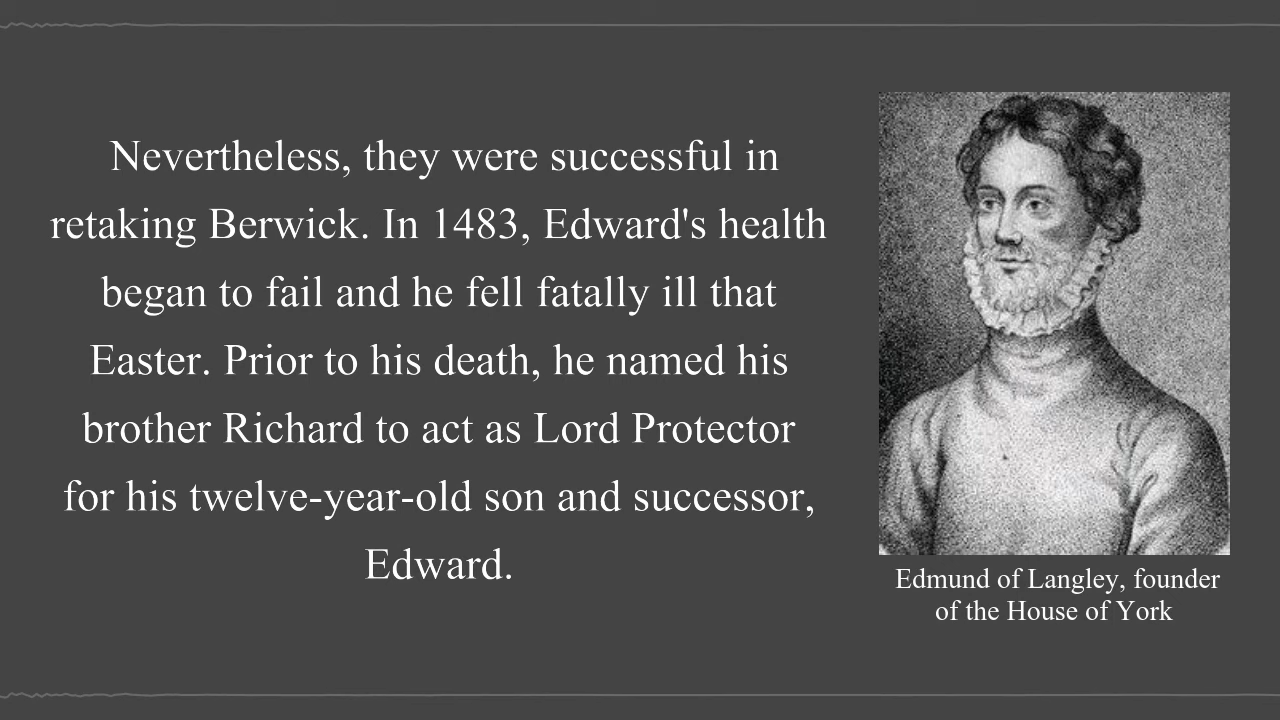 Nevertheless, they were successful in
retaking Berwick. In 1483, Edward's health
began to fail and he fell fatally ill that
Easter. Prior to his death, he named his
brother Richard to act as Lord Protector
for his twelve-year-old son and successor,
Edward.
Edmund of Langley, founder
of the House of York